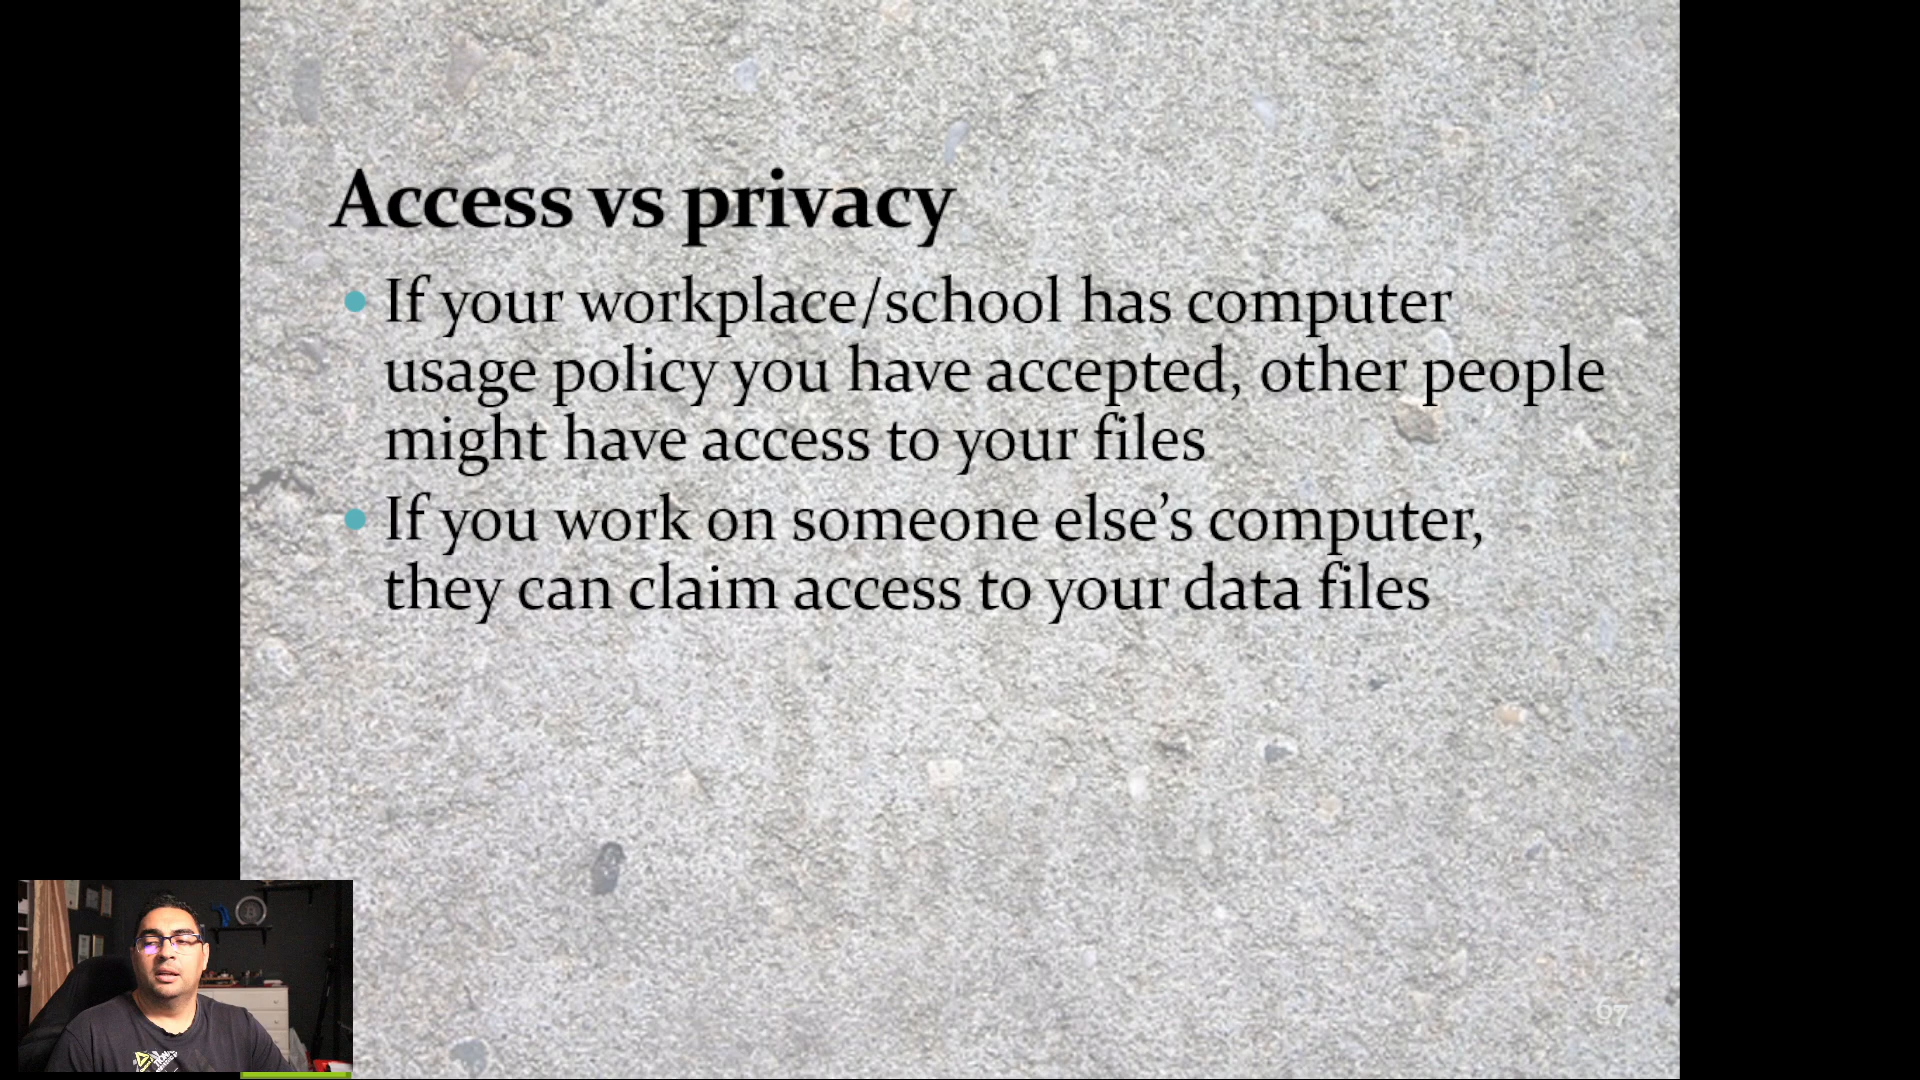 Access vs privacy
If your workplace/school has computer
usage policy you have accepted, other people
might have access to your files
If you work on someone else’s computer,
they can claim access to your data files
67